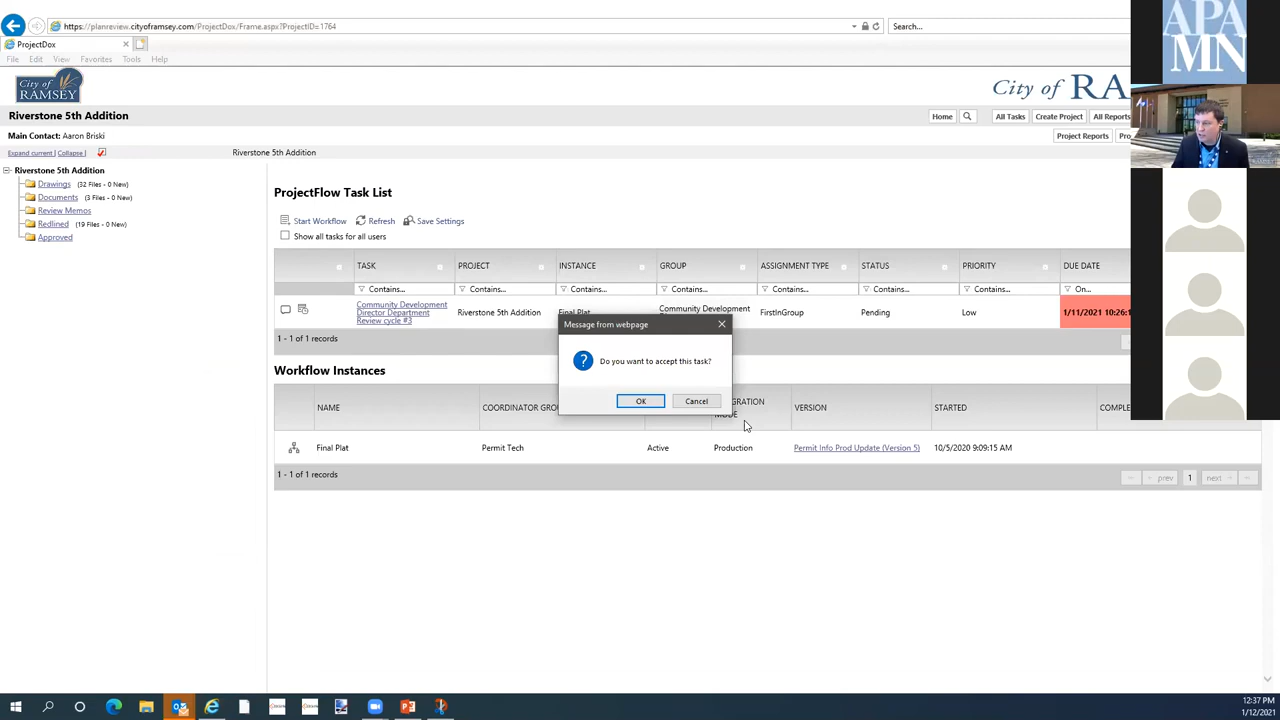 https://planreview.cityoframsey.com/ProjectDox/Frame.aspx?ProjectID=1764
Search...
ProjectDox
File Edit View Favorites Tools Help
City of
RAMSEY
City of RA
APA
MN
Riverstone 5th Addition
Home
All Tasks
Create Project
All Reports
Main Contact: Aaron Briski
Project Reports
Expand current | Collapse |
Riverstone 5th Addition
Riverstone 5th Addition
Drawings (32 Files - 0 New)
Documents (3 Files - 0 New)
Review Memos
Redlined (19 Files - 0 New)
Approved
ProjectFlow Task List
Start Workflow Refresh Save Settings
Show all tasks for all users
TASK PROJECT INSTANCE GROUP ASSIGNMENT TYPE STATUS PRIORITY DUE DATE
Contains... Contains... Contains... Contains... Contains... Contains... Contains... On...
Community Development
Director Department
Review cycle #3
Riverstone 5th Addition
Final Plat
Community Development
FirstInGroup
Pending
Low
1/11/2021 10:26:1
1 - 1 of 1 records
Message from webpage
Do you want to accept this task?
OK Cancel
Workflow Instances
NAME COORDINATOR GRO VERSION STARTED COMPLE
MODE
Final Plat Permit Tech Active Production Permit Info Prod Update (Version 5) 10/5/2020 9:09:15 AM
1 - 1 of 1 records
prev 1 next
12:37 PM
1/12/2021